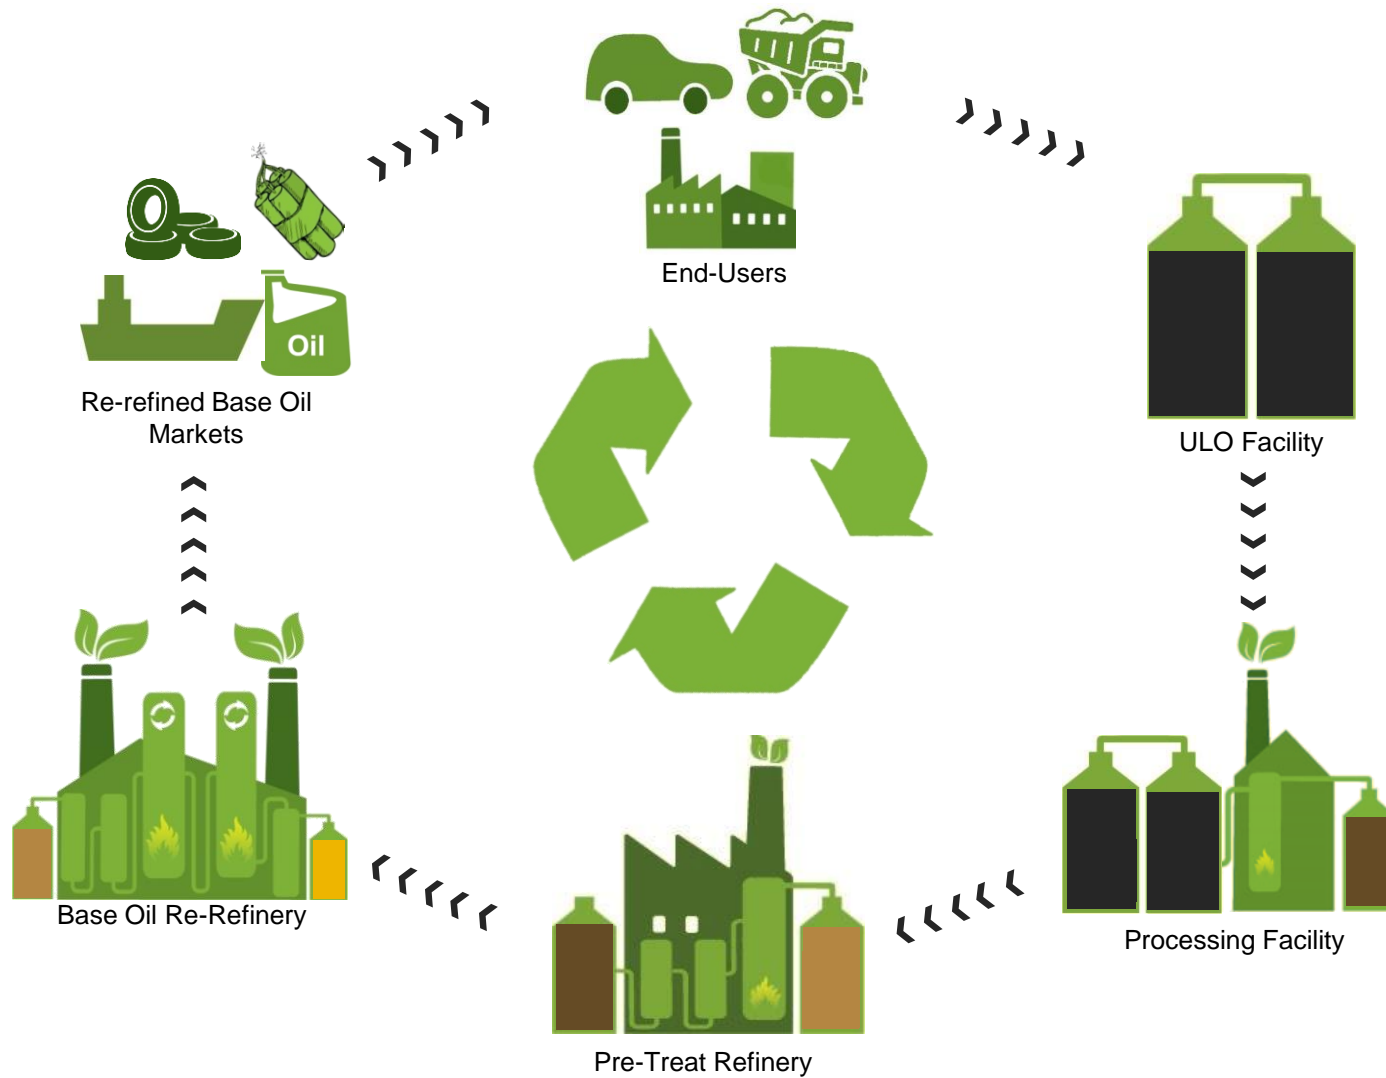 End-Users
Oil
Re-refined Base Oil
Markets
ULO Facility
Base Oil Re-Refinery
Processing Facility
Pre-Treat Refinery